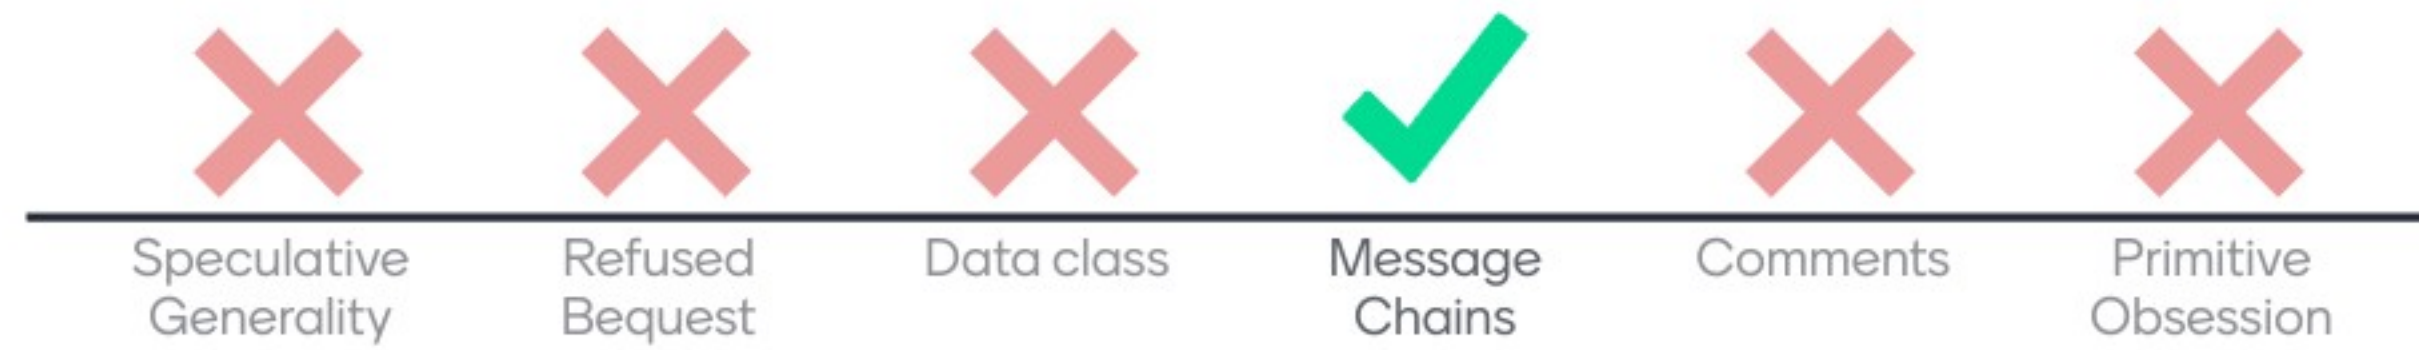 Speculative
Generality
Refused
Bequest
Data class
Message
Chains
Comments
Primitive
Obsession